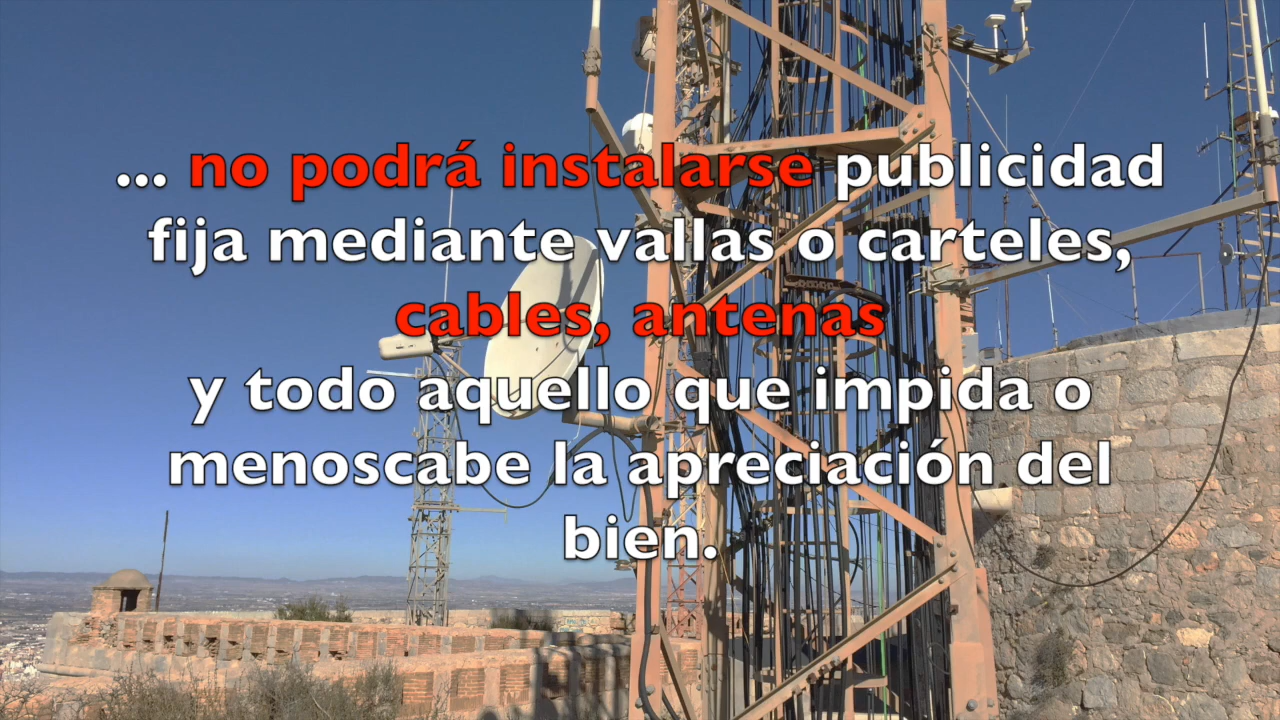 ... no podrá instalarse publicidad
fija mediante vallas o carteles,
cables, antenas
y todo aquello que impida o
menoscabe la apreciación del
bien.